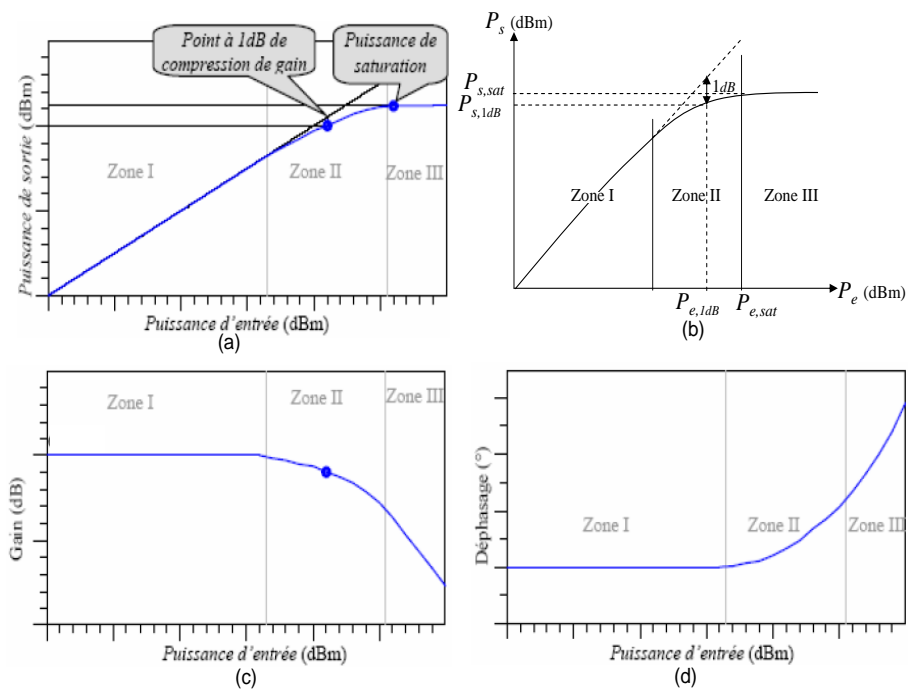 Point à 1dB de
compression de gain
Puissance de
saturation
Puissance de sortie (dBm)
Zone I
Zone II
Zone III
Puissance d'entrée (dBm)
(a)
P_s (dBm)
P_s,sat
P_s,1dB
1dB
Zone I
Zone II
Zone III
P_e (dBm)
P_e,1dB
P_e,sat
(b)
Zone I
Zone II
Zone III
Gain (dB)
Puissance d'entrée (dBm)
(c)
Zone I
Zone II
Zone III
Déphasage (°)
Puissance d'entrée (dBm)
(d)